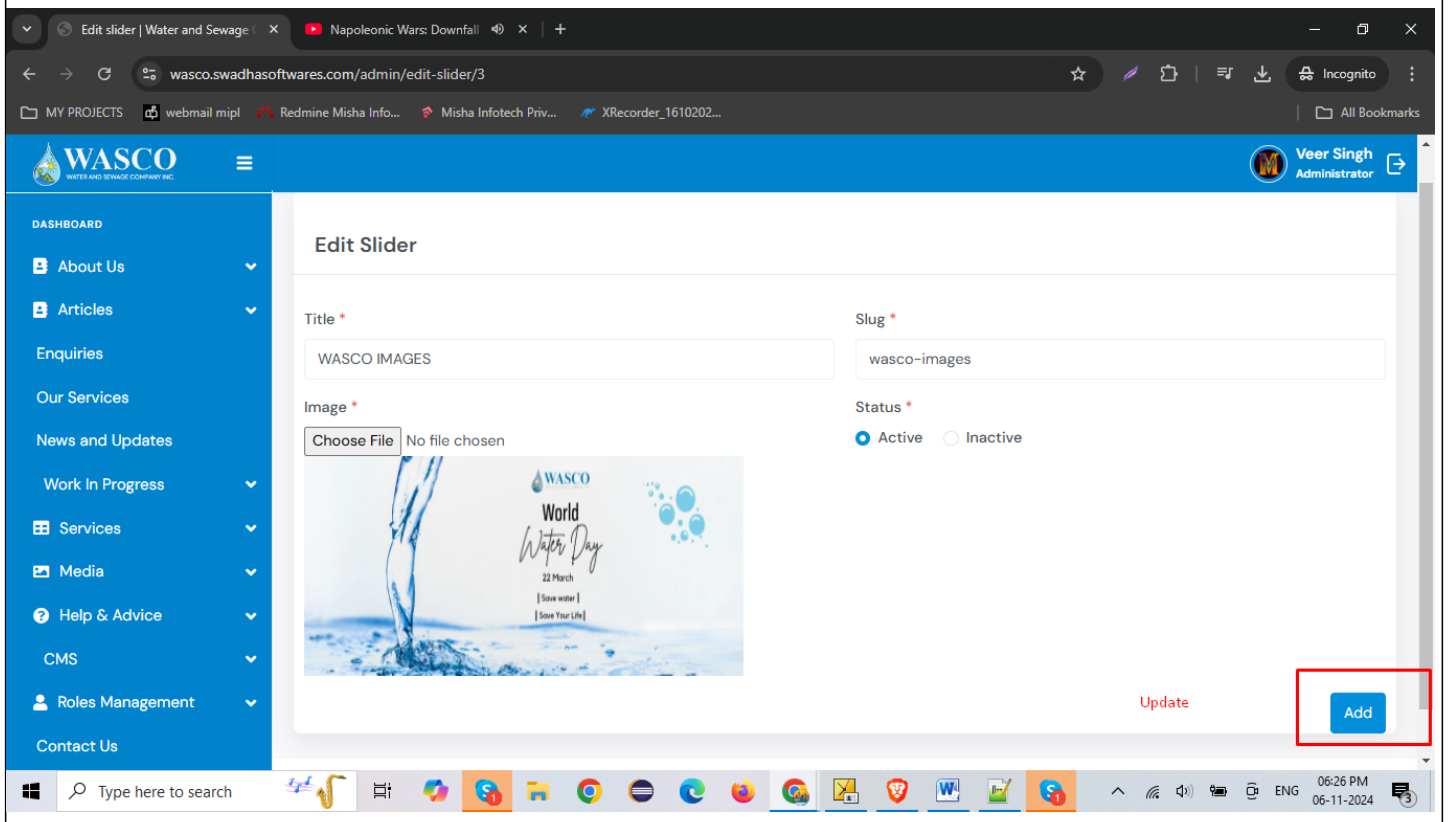 Edit slider | Water and Sewage C
Napoleonic Wars: Downfall
wasco.swadhasoftwares.com/admin/edit-slider/3
Incognito
MY PROJECTS
webmail mipl
Redmine Misha Info...
Misha Infotech Priv...
XRecorder_1610202...
All Bookmarks
WASCO
WATER AND SEWAGE COMPANY INC.
Veer Singh
Administrator
DASHBOARD
About Us
Articles
Enquiries
Our Services
News and Updates
Work In Progress
Services
Media
Help & Advice
CMS
Roles Management
Contact Us
Edit Slider
Title *
WASCO IMAGES
Slug *
wasco-images
Image *
Choose File No file chosen
Status *
Active Inactive
WASCO
World
Water Day
22 March
| Save water |
| Save Your Life |
Update
Add
Type here to search
ENG
06:26 PM
06-11-2024
3